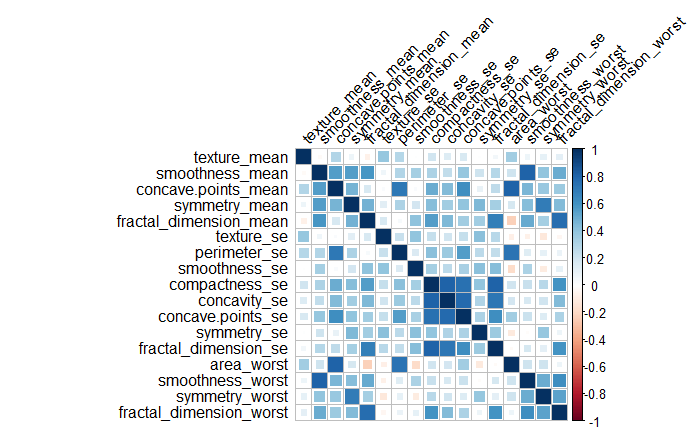 texture_mean
smoothness_mean
concave.points_mean
symmetry_mean
fractal_dimension_mean
texture_se
perimeter_se
smoothness_se
compactness_se
concavity_se
concave.points_se
symmetry_se
fractal_dimension_se
area_worst
smoothness_worst
symmetry_worst
fractal_dimension_worst
texture_mean
smoothness_mean
concave.points_mean
symmetry_mean
fractal_dimension_mean
texture_se
perimeter_se
smoothness_se
compactness_se
concavity_se
concave.points_se
symmetry_se
fractal_dimension_se
area_worst
smoothness_worst
symmetry_worst
fractal_dimension_worst
1
0.8
0.6
0.4
0.2
0
-0.2
-0.4
-0.6
-0.8
-1